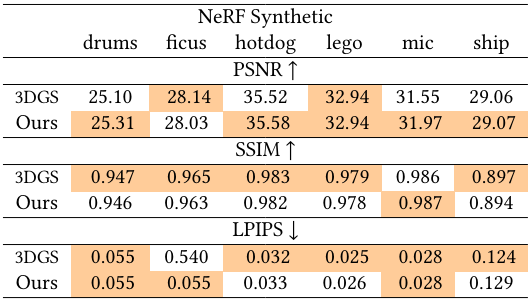 NeRF Synthetic
drums ficus hotdog lego mic ship
PSNR ↑
3DGS 25.10 28.14 35.52 32.94 31.55 29.06
Ours 25.31 28.03 35.58 32.94 31.97 29.07
SSIM ↑
3DGS 0.947 0.965 0.983 0.979 0.986 0.897
Ours 0.946 0.963 0.982 0.978 0.987 0.894
LPIPS ↓
3DGS 0.055 0.540 0.032 0.025 0.028 0.124
Ours 0.055 0.055 0.033 0.026 0.028 0.129